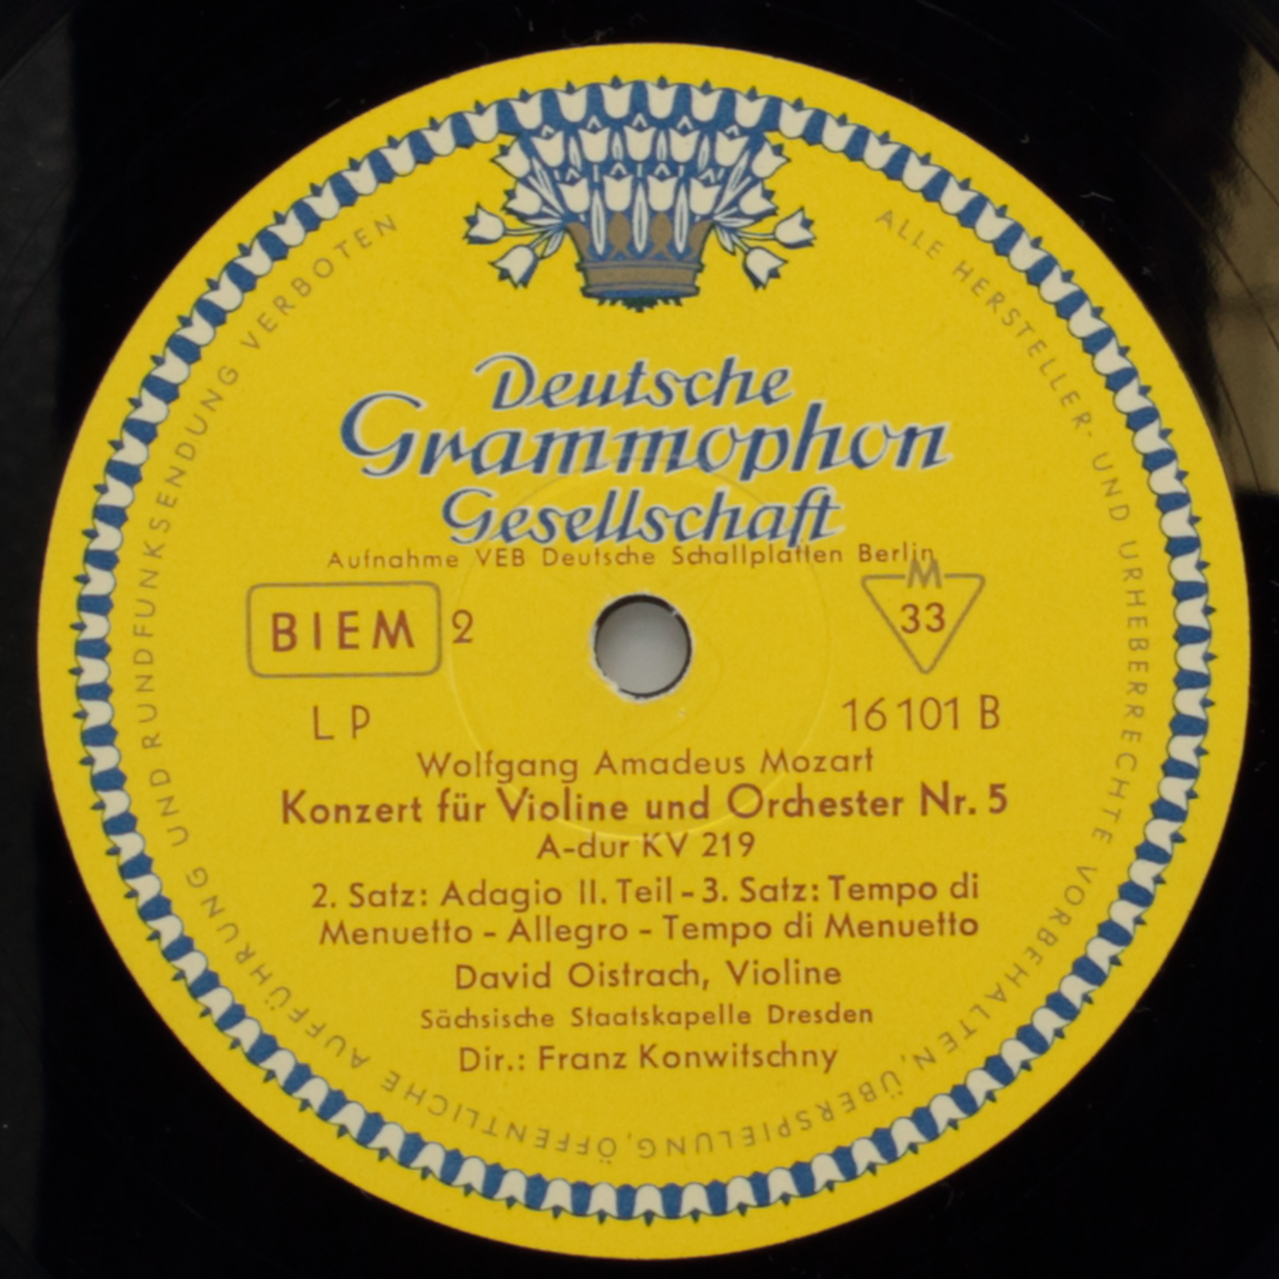 ALLE HERSTELLER- UND URHEBERRECHTE VORBEHALTEN, ÜBERSPIELUNG, ÖFFENTLICHE AUFFÜHRUNG UND RUNDFUNKSENDUNG VERBOTEN
Deutsche
Grammophon
Gesellschaft
Aufnahme VEB Deutsche Schallplatten Berlin
BIEM 2
M
33
LP
16101 B
Wolfgang Amadeus Mozart
Konzert für Violine und Orchester Nr. 5
A-dur KV 219
2. Satz: Adagio II. Teil - 3. Satz: Tempo di
Menuetto - Allegro - Tempo di Menuetto
David Oistrach, Violine
Sächsische Staatskapelle Dresden
Dir.: Franz Konwitschny